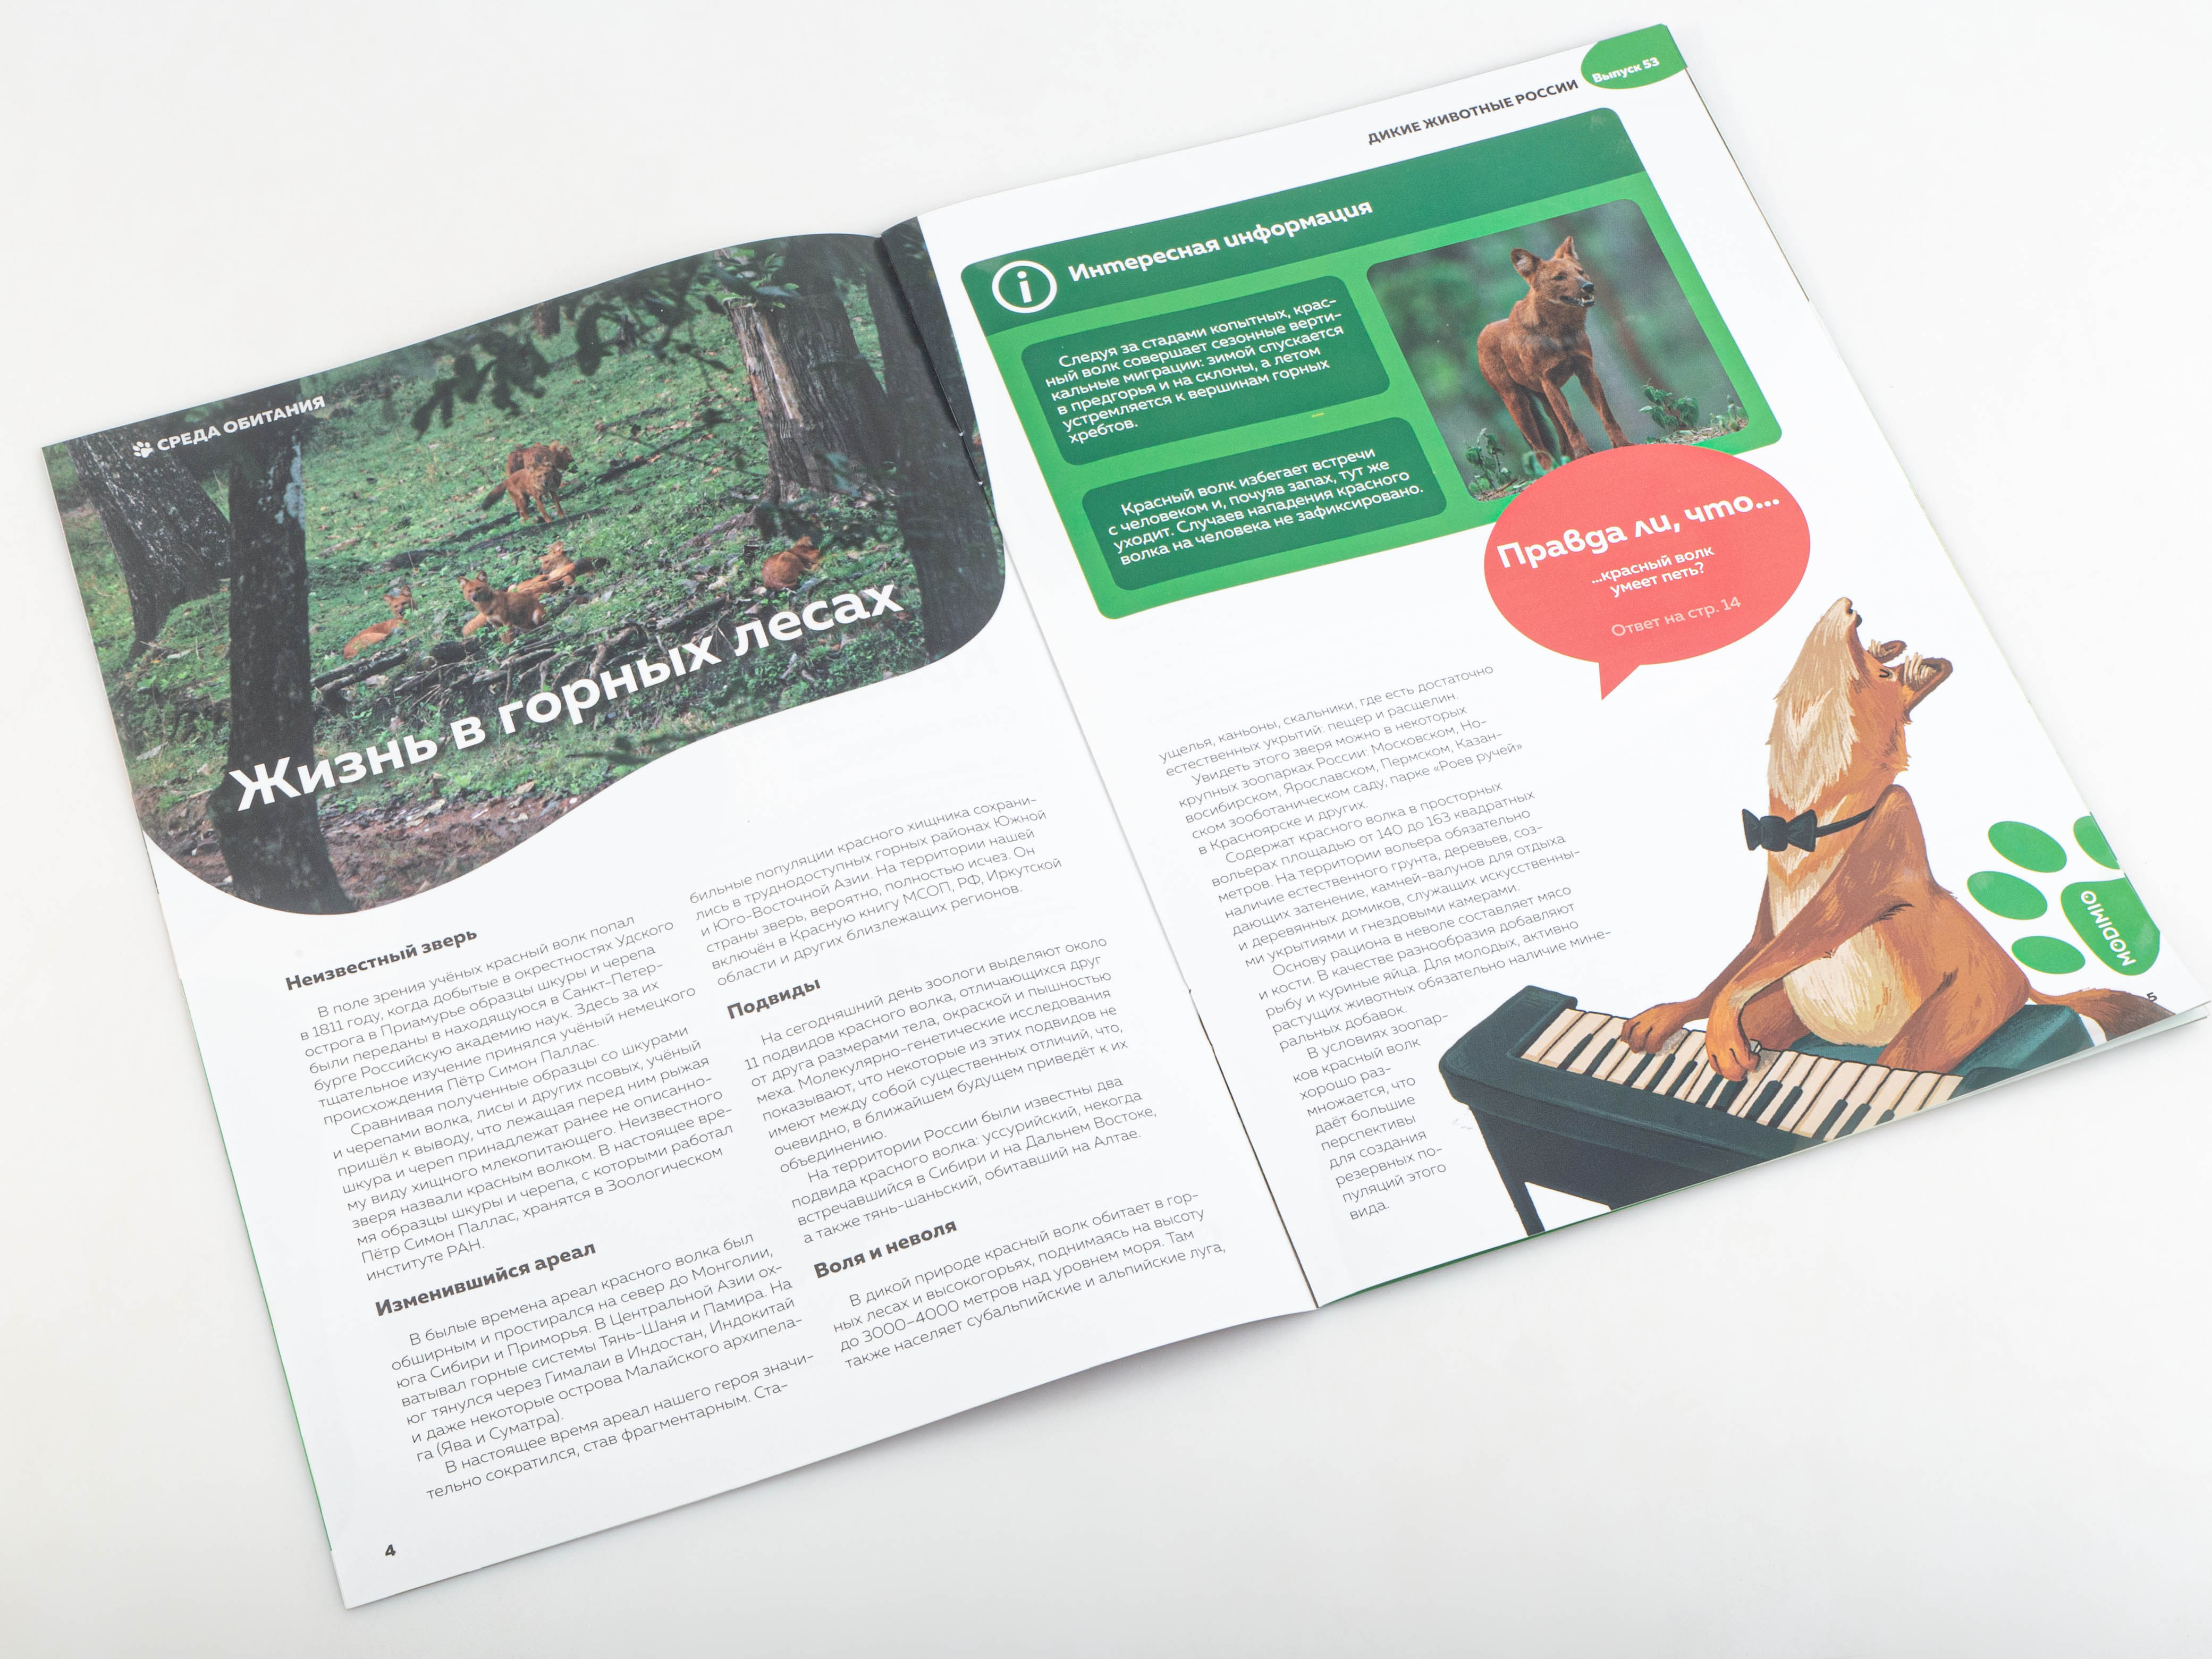 СРЕДА ОБИТАНИЯ
Жизнь в горных лесах
Неизвестный зверь
В поле зрения учёных красный волк попал
в 1811 году, когда добытые в окрестностях Удского
острога в Приамурье образцы шкуры и черепа
были переданы в находящуюся в Санкт-Петер-
бурге Российскую академию наук. Здесь за их
тщательное изучение принялся учёный немецкого
происхождения Пётр Симон Паллас.
Сравнивая полученные образцы со шкурами
и черепами волка, лисы и других псовых, учёный
пришёл к выводу, что лежащая перед ним рыжая
шкура и череп принадлежат ранее не описанно-
му виду хищного млекопитающего. Неизвестного
зверя назвали красным волком. В настоящее вре-
мя образцы шкуры и черепа, с которыми работал
Пётр Симон Паллас, хранятся в Зоологическом
институте РАН.
Изменившийся ареал
В былые времена ареал красного волка был
обширным и простирался на север до Монголии,
юга Сибири и Приморья. В Центральной Азии ох-
ватывал горные системы Тянь-Шаня и Памира. На
юг тянулся через Гималаи в Индостан, Индокитай
и даже некоторые острова Малайского архипела-
га (Ява и Суматра).
В настоящее время ареал нашего героя значи-
тельно сократился, став фрагментарным. Ста-
бильные популяции красного хищника сохрани-
лись в труднодоступных горных районах Южной
и Юго-Восточной Азии. На территории нашей
страны зверь, вероятно, полностью исчез. Он
включён в Красную книгу МСОП, РФ, Иркутской
области и других близлежащих регионов.
Подвиды
На сегодняшний день зоологи выделяют около
11 подвидов красного волка, отличающихся друг
от друга размерами тела, окраской и пышностью
меха. Молекулярно-генетические исследования
показывают, что некоторые из этих подвидов не
имеют между собой существенных отличий, что,
очевидно, в ближайшем будущем приведёт к их
объединению.
На территории России были известны два
подвида красного волка: уссурийский, некогда
встречавшийся в Сибири и на Дальнем Востоке,
а также тянь-шаньский, обитавший на Алтае.
Воля и неволя
В дикой природе красный волк обитает в гор-
ных лесах и высокогорьях, поднимаясь на высоту
до 3000–4000 метров над уровнем моря. Там
также населяет субальпийские и альпийские луга,
4
ДИКИЕ ЖИВОТНЫЕ РОССИИ
Выпуск 53
i
Интересная информация
Следуя за стадами копытных, крас-
ный волк совершает сезонные верти-
кальные миграции: зимой спускается
в предгорья и на склоны, а летом
устремляется к вершинам горных
хребтов.
Красный волк избегает встречи
с человеком и, почуяв запах, тут же
уходит. Случаев нападения красного
волка на человека не зафиксировано.
Правда ли, что...
...красный волк
умеет петь?
Ответ на стр. 14
ущелья, каньоны, скальники, где есть достаточно
естественных укрытий: пещер и расщелин.
Увидеть этого зверя можно в некоторых
крупных зоопарках России: Московском, Но-
восибирском, Ярославском, Пермском, Казан-
ском зооботаническом саду, парке «Роев ручей»
в Красноярске и других.
Содержат красного волка в просторных
вольерах площадью от 140 до 163 квадратных
метров. На территории вольера обязательно
наличие естественного грунта, деревьев, соз-
дающих затенение, камней-валунов для отдыха
и деревянных домиков, служащих искусственны-
ми укрытиями и гнездовыми камерами.
Основу рациона в неволе составляет мясо
и кости. В качестве разнообразия добавляют
рыбу и куриные яйца. Для молодых, активно
растущих животных обязательно наличие мине-
ральных добавок.
В условиях зоопар-
ков красный волк
хорошо раз-
множается, что
даёт большие
перспективы
для создания
резервных по-
пуляций этого
вида.
MODIMIO
5